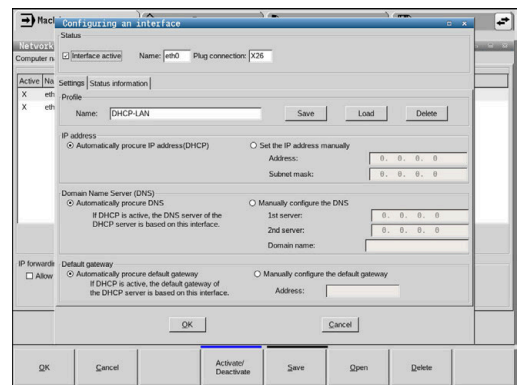 Mach
Configuring an interface
Network
Computer na
Status
Interface active Name: eth0 Plug connection: X26
Active Na
X eth
X eth
Settings Status information
Profile
Name: DHCP-LAN Save Load Delete
IP address
Automatically procure IP address(DHCP) Set the IP address manually
Address: 0. 0. 0. 0
Subnet mask: 0. 0. 0. 0
Domain Name Server (DNS)
Automatically procure DNS Manually configure the DNS
If DHCP is active, the DNS server of the
DHCP server is based on this interface.
1st server: 0. 0. 0. 0
2nd server: 0. 0. 0. 0
Domain name:
IP forwardin
Allow
Default gateway
Automatically procure default gateway Manually configure the default gateway
If DHCP is active, the default gateway of
the DHCP server is based on this interface.
Address:
OK Cancel
OK Cancel Activate/
Deactivate Save Open Delete